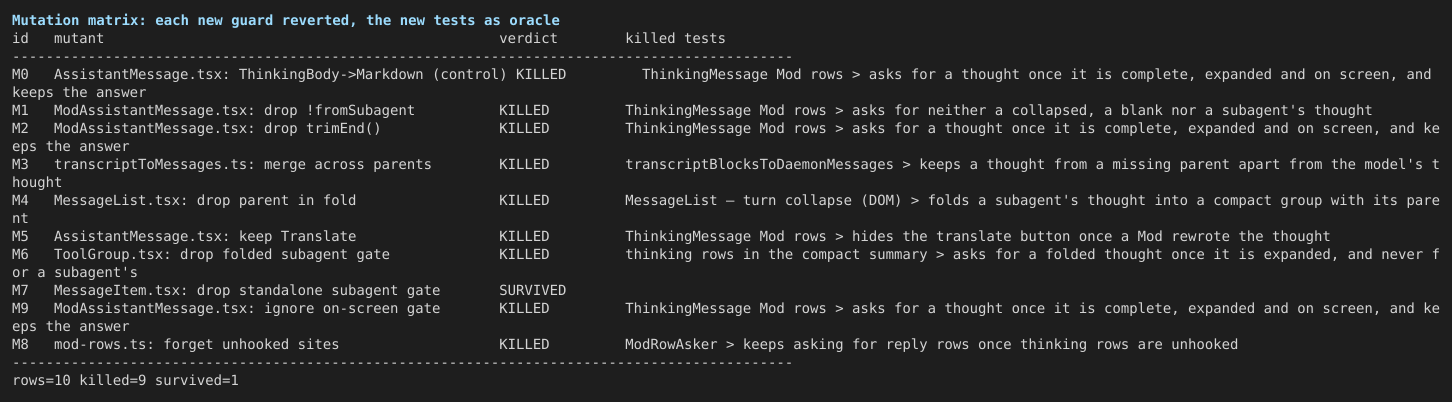 Mutation matrix: each new guard reverted, the new tests as oracle
id   mutant                                               verdict        killed tests
--------------------------------------------------------------------------------------------
M0   AssistantMessage.tsx: ThinkingBody->Markdown (control) KILLED         ThinkingMessage Mod rows > asks for a thought once it is complete, expanded and on screen, and
keeps the answer
M1   ModAssistantMessage.tsx: drop !fromSubagent          KILLED         ThinkingMessage Mod rows > asks for neither a collapsed, a blank nor a subagent's thought
M2   ModAssistantMessage.tsx: drop trimEnd()              KILLED         ThinkingMessage Mod rows > asks for a thought once it is complete, expanded and on screen, and ke
eps the answer
M3   transcriptToMessages.ts: merge across parents        KILLED         transcriptBlocksToDaemonMessages > keeps a thought from a missing parent apart from the model's t
hought
M4   MessageList.tsx: drop parent in fold                 KILLED         MessageList — turn collapse (DOM) > folds a subagent's thought into a compact group with its pare
nt
M5   AssistantMessage.tsx: keep Translate                 KILLED         ThinkingMessage Mod rows > hides the translate button once a Mod rewrote the thought
M6   ToolGroup.tsx: drop folded subagent gate             KILLED         thinking rows in the compact summary > asks for a folded thought once it is expanded, and never f
or a subagent's
M7   MessageItem.tsx: drop standalone subagent gate       SURVIVED
M9   ModAssistantMessage.tsx: ignore on-screen gate       KILLED         ThinkingMessage Mod rows > asks for a thought once it is complete, expanded and on screen, and ke
eps the answer
M8   mod-rows.ts: forget unhooked sites                   KILLED         ModRowAsker > keeps asking for reply rows once thinking rows are unhooked
--------------------------------------------------------------------------------------------
rows=10 killed=9 survived=1